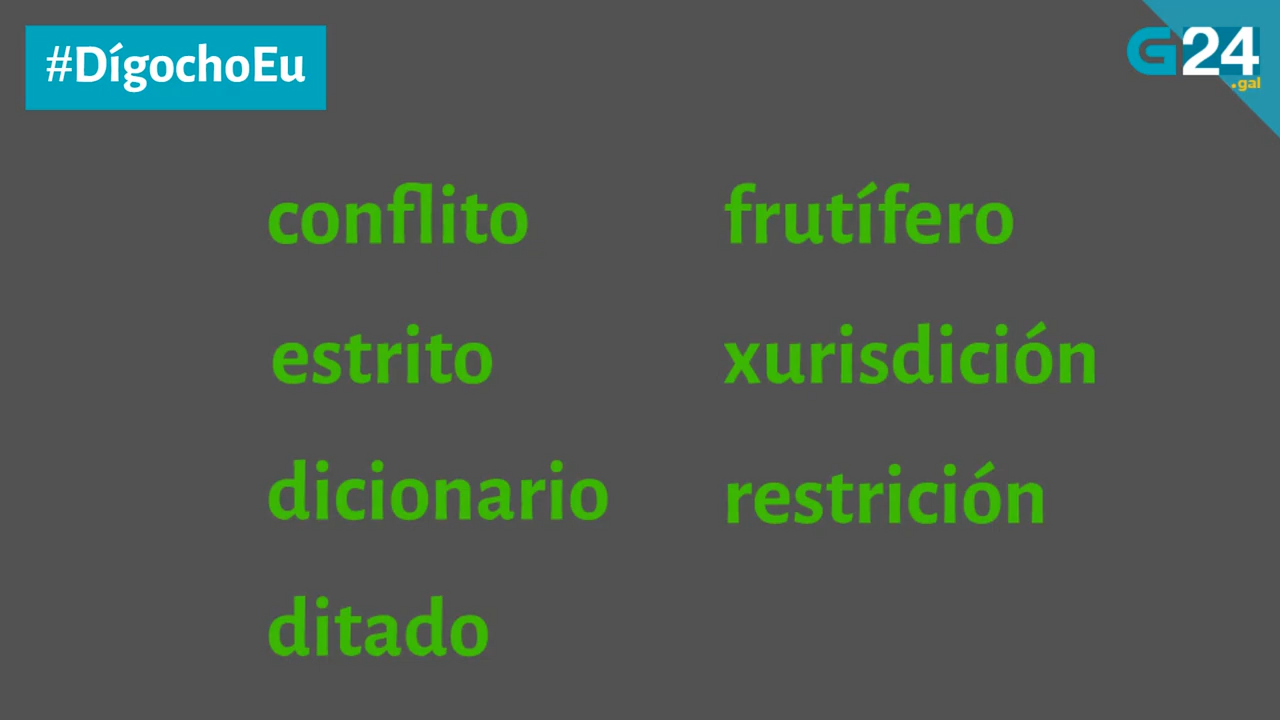 #DígochoEu
G24
.gal
conflito
estrito
dicionario
ditado
frutífero
xurisdición
restrición